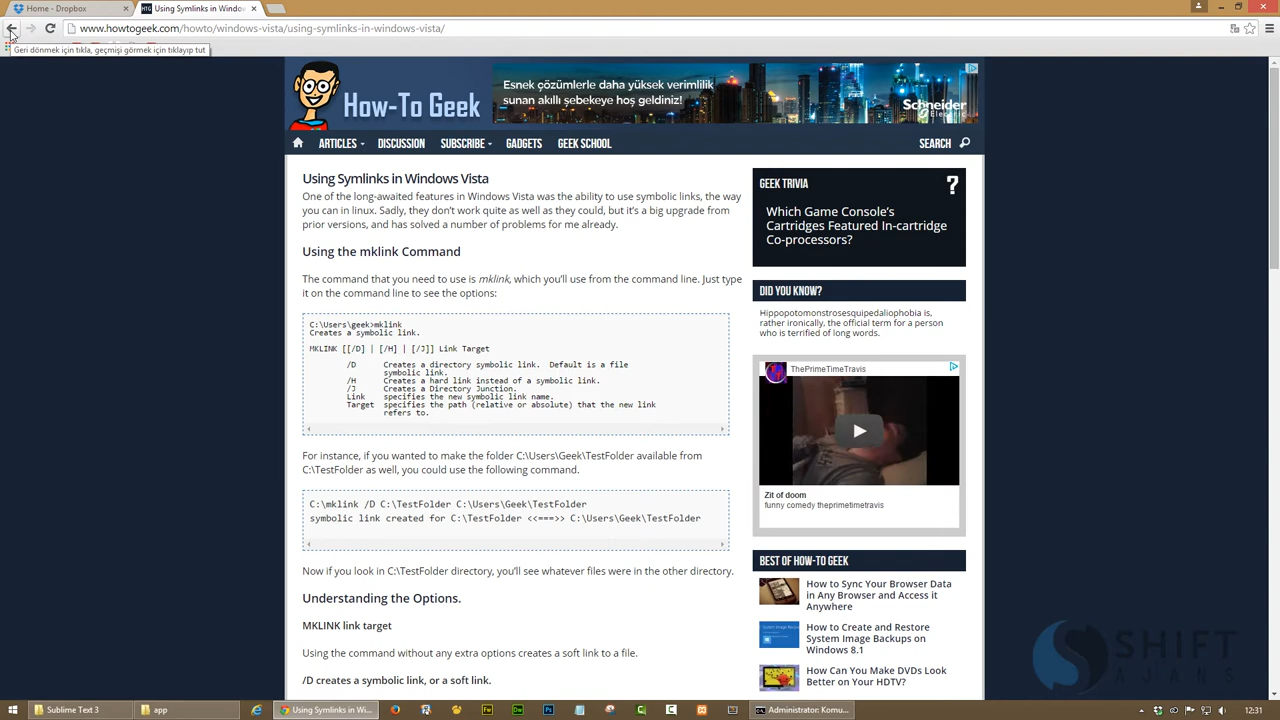 Home - Dropbox
Using Symlinks in Windows
www.howtogeek.com/howto/windows-vista/using-symlinks-in-windows-vista/
Geri dönmek için tıkla, geçmişi görmek için tıklayıp tut
How-To Geek
Esnek çözümlerle daha yüksek verimlilik
sunan akıllı şebekeye hoş geldiniz!
Schneider
Electric
ARTICLES
DISCUSSION
SUBSCRIBE
GADGETS
GEEK SCHOOL
SEARCH
Using Symlinks in Windows Vista
One of the long-awaited features in Windows Vista was the ability to use symbolic links, the way
you can in linux. Sadly, they don't work quite as well as they could, but it's a big upgrade from
prior versions, and has solved a number of problems for me already.
Using the mklink Command
The command that you need to use is mklink, which you'll use from the command line. Just type
it on the command line to see the options:
C:\Users\geek>mklink
Creates a symbolic link.
MKLINK [[/D] | [/H] | [/J]] Link Target
/D Creates a directory symbolic link. Default is a file
symbolic link.
/H Creates a hard link instead of a symbolic link.
/J Creates a Directory Junction.
Link specifies the new symbolic link name.
Target specifies the path (relative or absolute) that the new link
refers to.
For instance, if you wanted to make the folder C:\Users\Geek\TestFolder available from
C:\TestFolder as well, you could use the following command.
C:\mklink /D C:\TestFolder C:\Users\Geek\TestFolder
symbolic link created for C:\TestFolder <<===>> C:\Users\Geek\TestFolder
Now if you look in C:\TestFolder directory, you'll see whatever files were in the other directory.
Understanding the Options.
MKLINK link target
Using the command without any extra options creates a soft link to a file.
/D creates a symbolic link, or a soft link.
GEEK TRIVIA
?
Which Game Console's
Cartridges Featured In-cartridge
Co-processors?
DID YOU KNOW?
Hippopotomonstrosesquipedaliophobia is,
rather ironically, the official term for a person
who is terrified of long words.
ThePrimeTimeTravis
Zit of doom
funny comedy theprimetimetravis
BEST OF HOW-TO GEEK
How to Sync Your Browser Data
in Any Browser and Access it
Anywhere
How to Create and Restore
System Image Backups on
Windows 8.1
How Can You Make DVDs Look
Better on Your HDTV?
SHIFT
AJANS
Sublime Text 3
app
Using Symlinks in Wi...
Administrator: Komu...
12:31